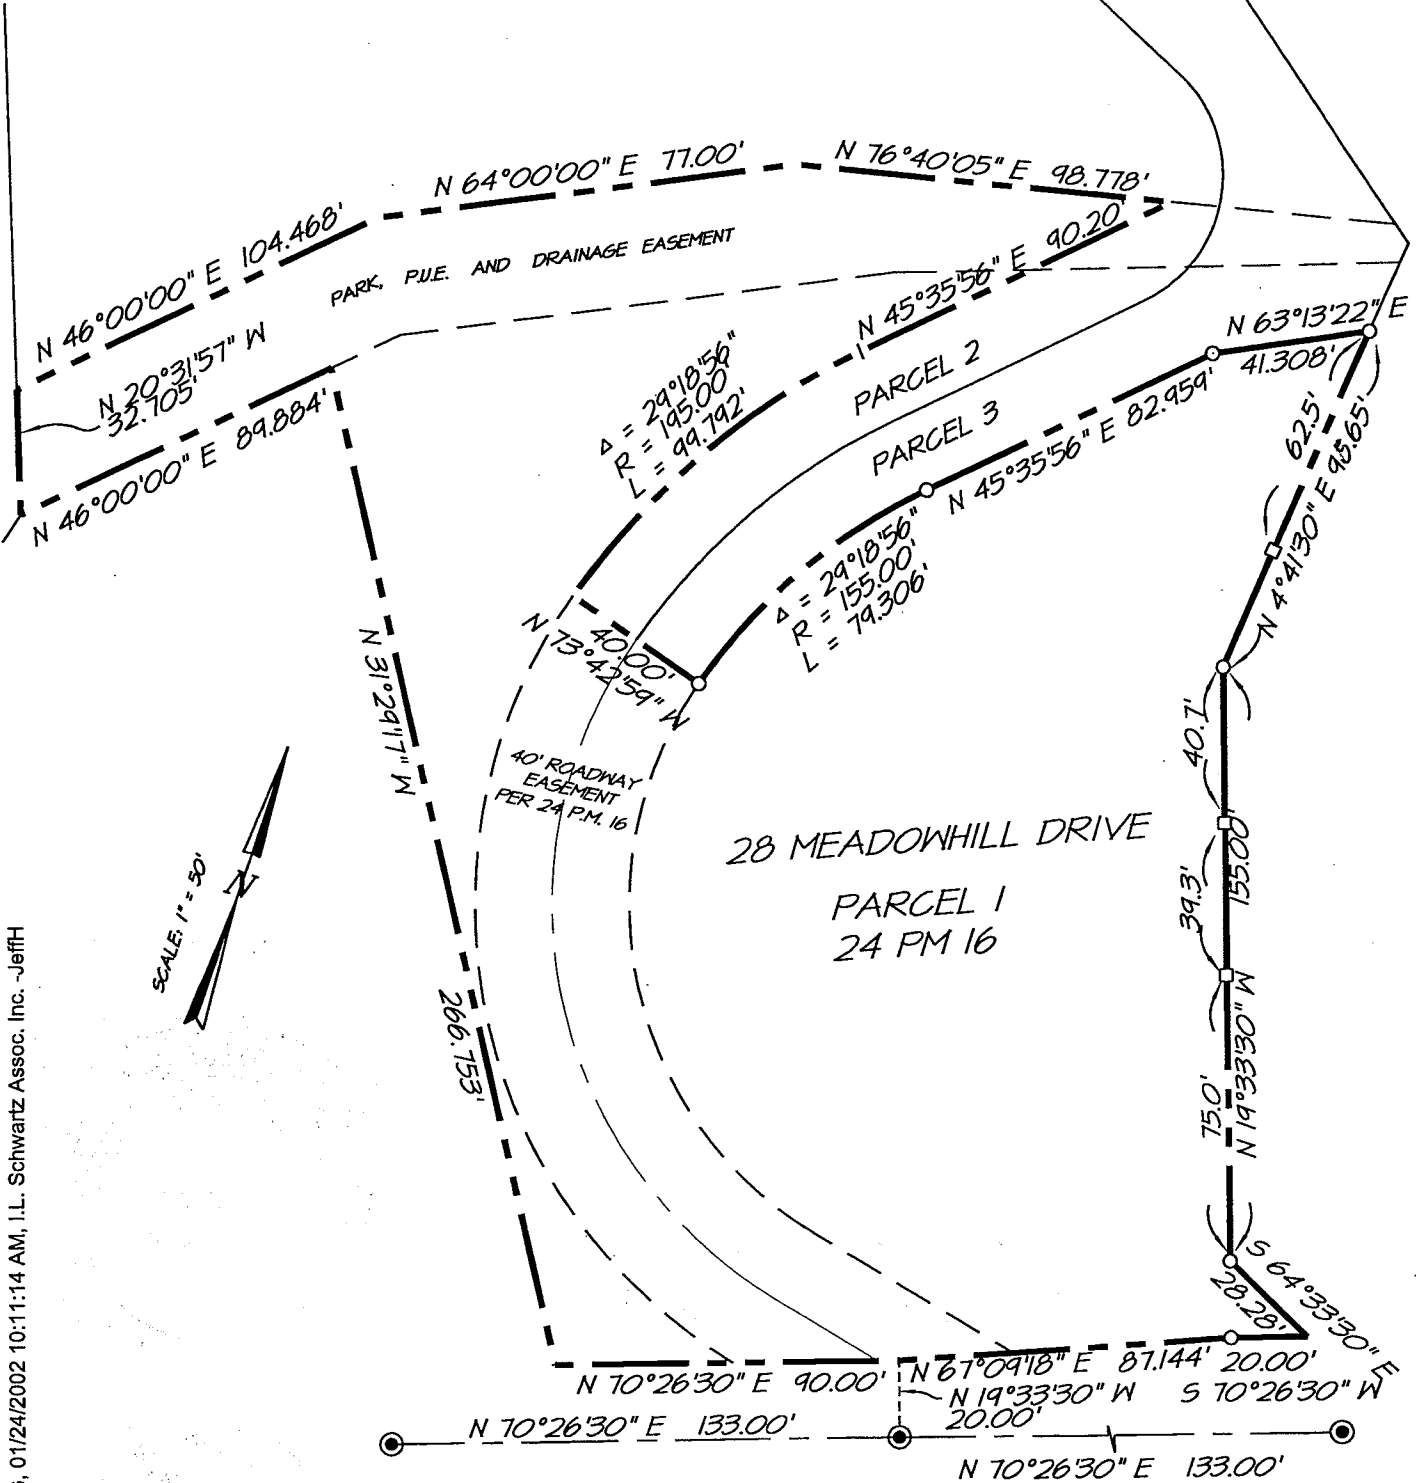 N 46°00'00" E 104.468'
N 64°00'00" E 77.00'
N 76°40'05" E 98.778'
N 45°35'56" E 90.20'
PARK, P.U.E. AND DRAINAGE EASEMENT
N 20°31'57" W
32.705'
N 46°00'00" E 89.884'
Δ = 29°18'56"
R = 195.00'
L = 99.792'
PARCEL 2
PARCEL 3
N 63°13'22" E
41.308'
N 45°35'56" E 82.959'
62.5'
N 4°41'30" E 95.65'
Δ = 29°18'56"
R = 155.00'
L = 79.306'
40.00'
N 73°42'59" W
N 31°29'17" W
266.753'
40' ROADWAY
EASEMENT
PER 24 P.M. 16
28 MEADOWHILL DRIVE
PARCEL 1
24 PM 16
40.7'
39.3'
75.0'
155.00'
N 19°33'30" W
SCALE: 1" = 50'
N
S 64°33'30" E
28.28'
N 70°26'30" E 90.00'
N 67°09'18" E 87.144'
20.00'
S 70°26'30" W
N 19°33'30" W
20.00'
N 70°26'30" E 133.00'
N 70°26'30" E 133.00'
01/24/2002 10:11:14 AM, I.L. Schwartz Assoc. Inc. -JeffH